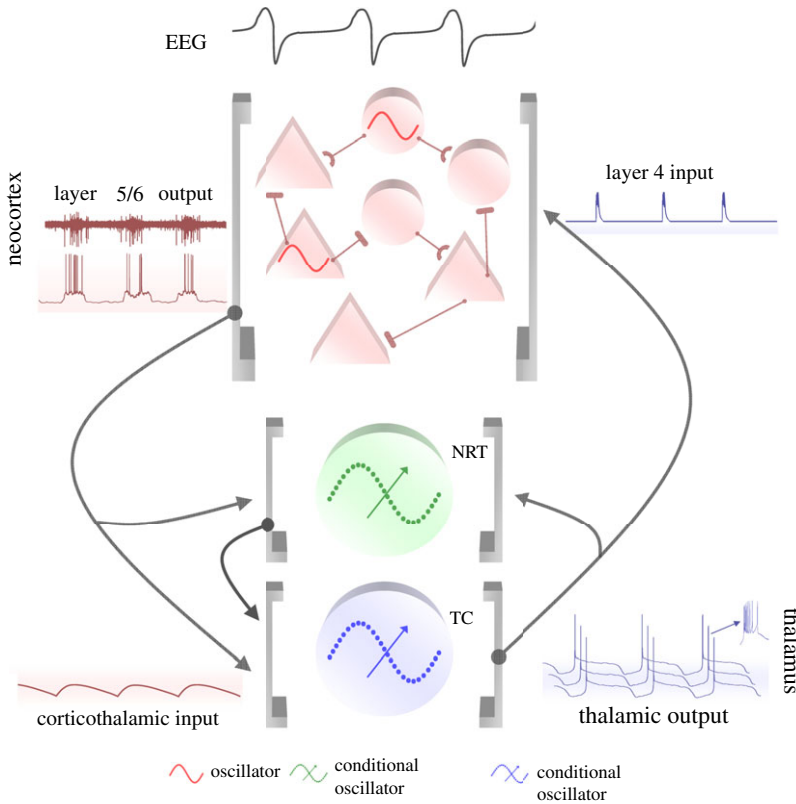 EEG
neocortex
layer 5/6 output
layer 4 input
NRT
TC
thalamus
corticothalamic input
thalamic output
oscillator
conditional
oscillator
conditional
oscillator